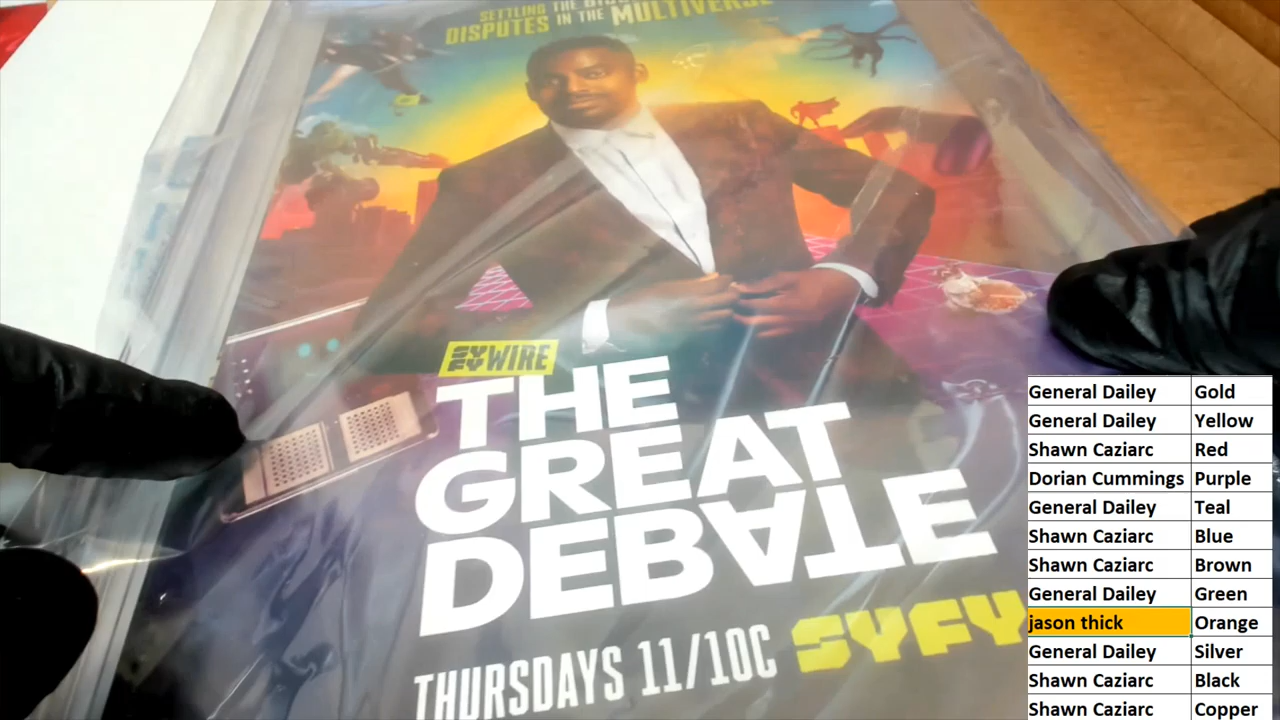 SETTLING THE
DISPUTES IN THE MULTIVERSE
SYFY WIRE
THE
GREAT
DEBATE
THURSDAYS 11/10C SYFY
General Dailey Gold
General Dailey Yellow
Shawn Caziarc Red
Dorian Cummings Purple
General Dailey Teal
Shawn Caziarc Blue
Shawn Caziarc Brown
General Dailey Green
jason thick Orange
General Dailey Silver
Shawn Caziarc Black
Shawn Caziarc Copper